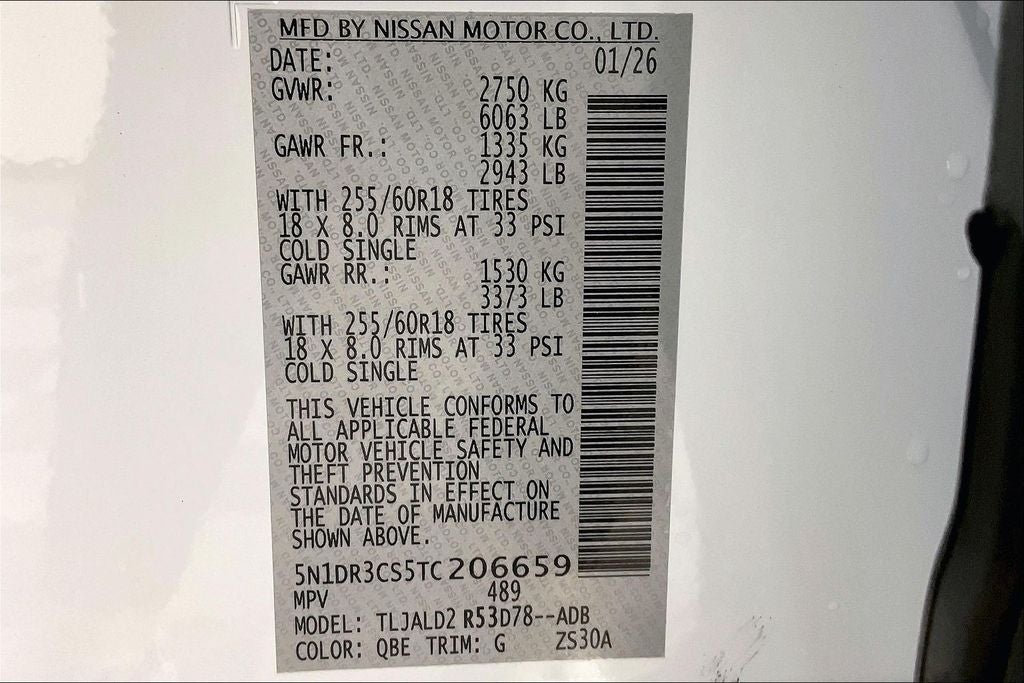 MFD BY NISSAN MOTOR CO., LTD.
DATE: 01/26
GVWR: 2750 KG
6063 LB
GAWR FR.: 1335 KG
2943 LB
WITH 255/60R18 TIRES
18 X 8.0 RIMS AT 33 PSI
COLD SINGLE
GAWR RR.: 1530 KG
3373 LB
WITH 255/60R18 TIRES
18 X 8.0 RIMS AT 33 PSI
COLD SINGLE
THIS VEHICLE CONFORMS TO
ALL APPLICABLE FEDERAL
MOTOR VEHICLE SAFETY AND
THEFT PREVENTION
STANDARDS IN EFFECT ON
THE DATE OF MANUFACTURE
SHOWN ABOVE.
5N1DR3CS5TC206659
MPV 489
MODEL: TLJALD2 R53D78--ADB
COLOR: QBE TRIM: G ZS30A